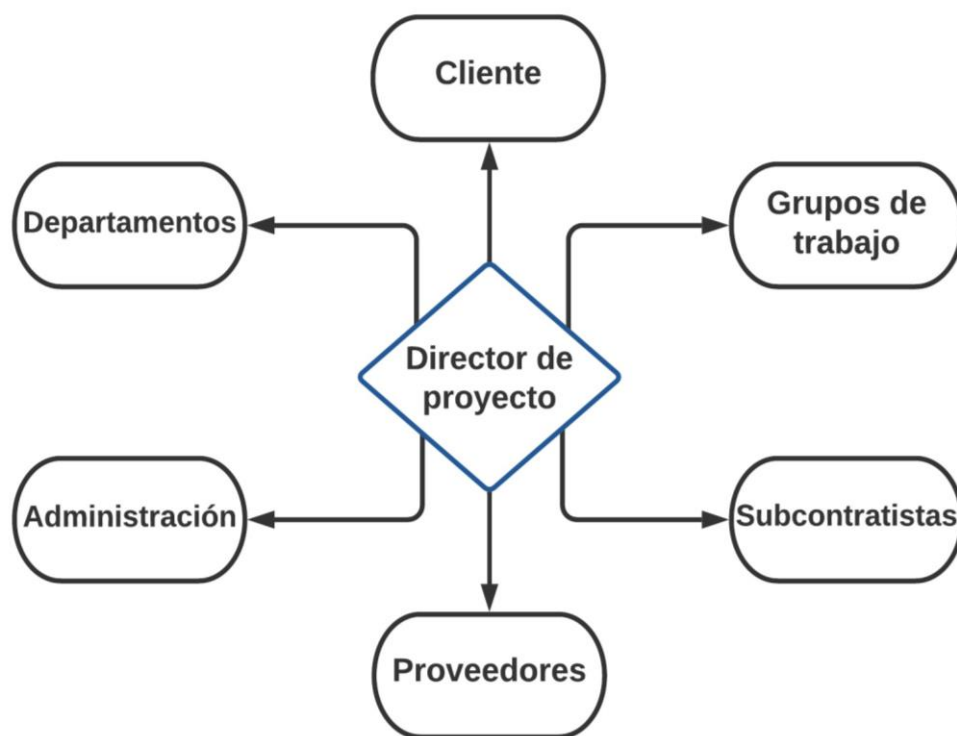 Cliente
Departamentos
Grupos de
trabajo
Director de
proyecto
Administración
Subcontratistas
Proveedores